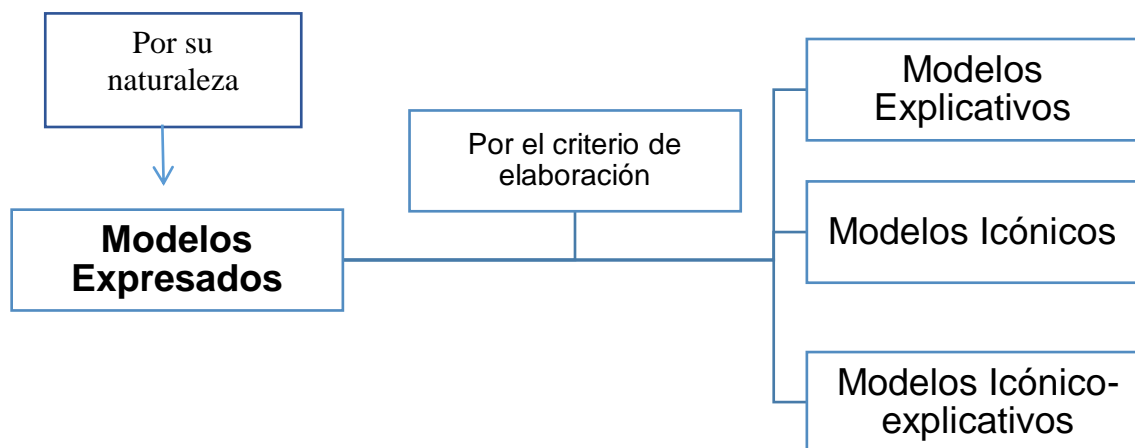 Por su
naturaleza
Modelos
Expresados
Por el criterio de
elaboración
Modelos
Explicativos
Modelos Icónicos
Modelos Icónico-
explicativos